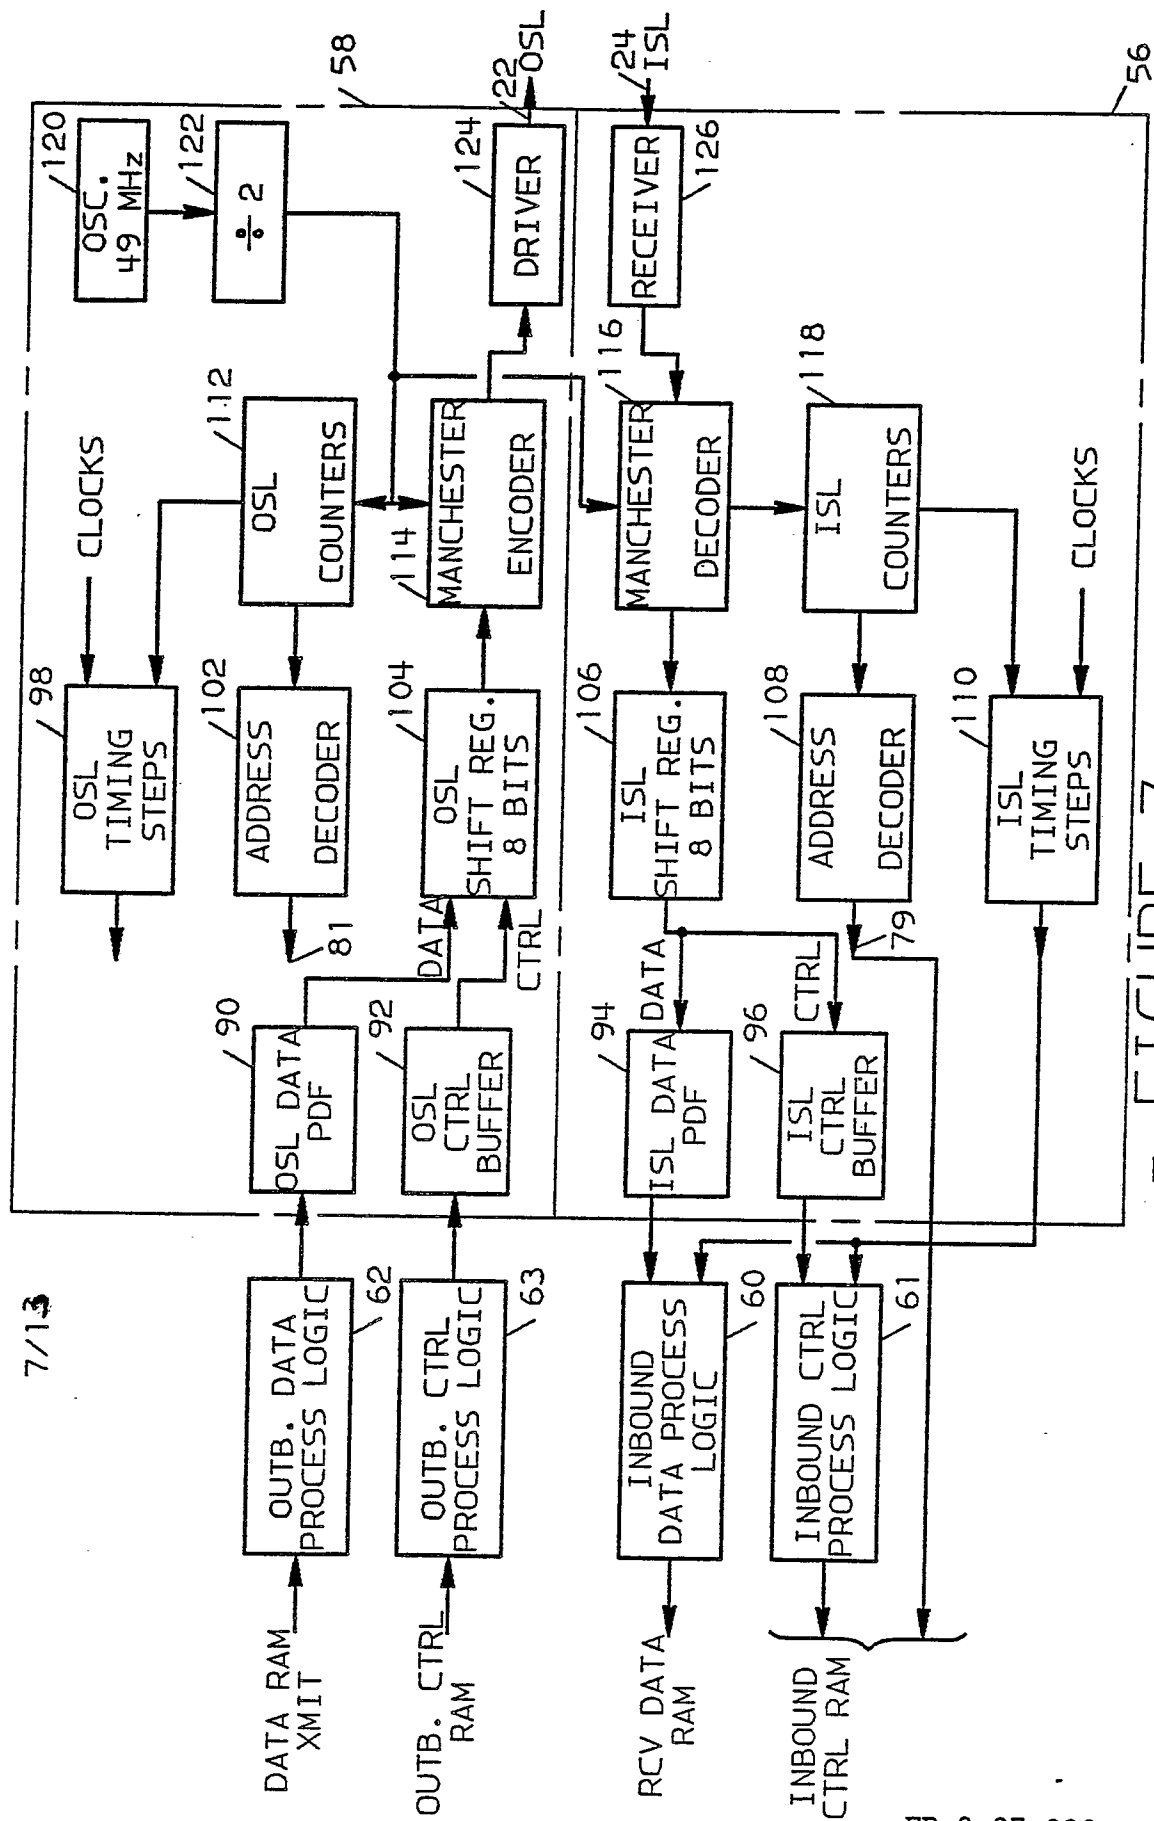 7/13
120
OSC.
49 MHz
122
÷ 2
58
CLOCKS
98
OSL
TIMING
STEPS
112
OSL
COUNTERS
102
ADDRESS
DECODER
81
124
DRIVER
22
OSL
114
MANCHESTER
ENCODER
104
OSL
SHIFT REG.
8 BITS
DATA
CTRL
90
OSL DATA
PDF
92
OSL
CTRL
BUFFER
62
OUTB. DATA
PROCESS LOGIC
63
OUTB. CTRL
PROCESS LOGIC
DATA RAM
XMIT
OUTB. CTRL
RAM
24
ISL
RECEIVER
126
116
MANCHESTER
DECODER
106
ISL
SHIFT REG.
8 BITS
DATA
CTRL
94
ISL DATA
PDF
96
ISL
CTRL
BUFFER
118
ISL
COUNTERS
108
ADDRESS
DECODER
79
110
ISL
TIMING
STEPS
CLOCKS
56
INBOUND
DATA PROCESS
LOGIC
60
INBOUND CTRL
PROCESS LOGIC
61
RCV DATA
RAM
INBOUND
CTRL RAM